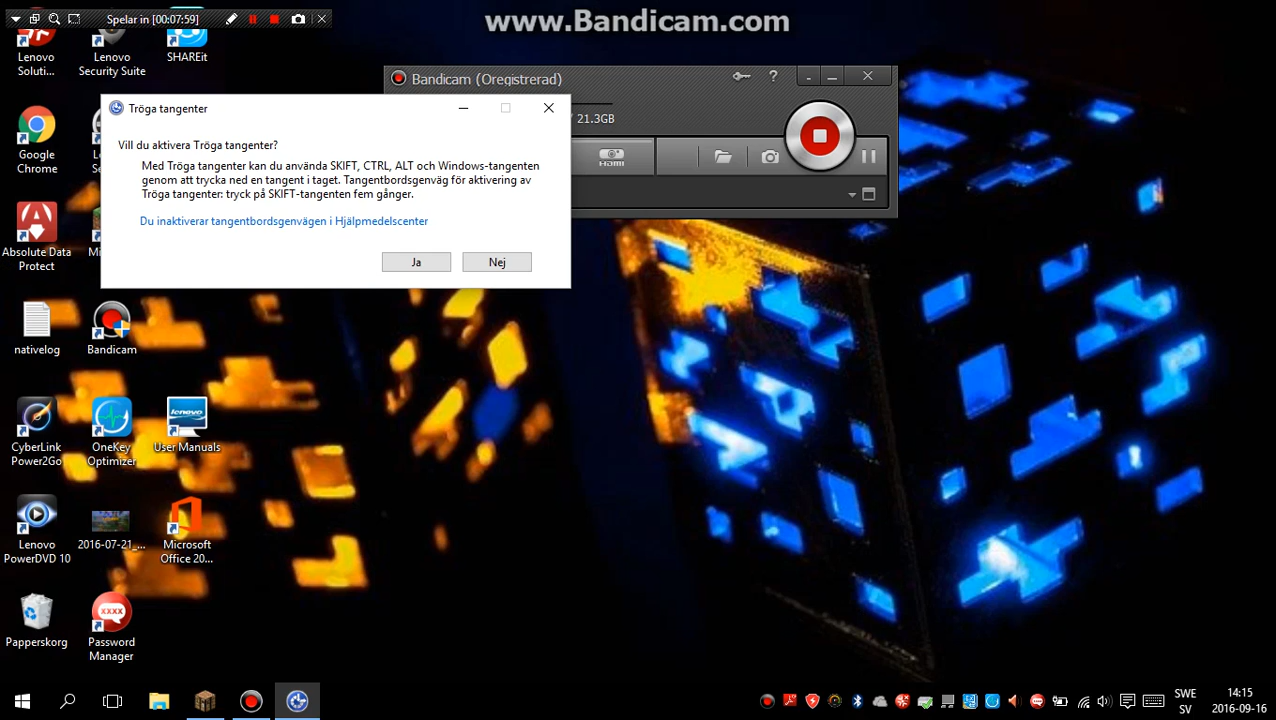 Spelar in [00:07:59]
www.Bandicam.com
Lenovo
Soluti...
Lenovo
Security Suite
SHAREit
Bandicam (Oregistrerad)
/ 21.3GB
HDMI
Tröga tangenter
Vill du aktivera Tröga tangenter?
Med Tröga tangenter kan du använda SKIFT, CTRL, ALT och Windows-tangenten
genom att trycka ned en tangent i taget. Tangentbordsgenväg för aktivering av
Tröga tangenter: tryck på SKIFT-tangenten fem gånger.
Du inaktiverar tangentbordsgenvägen i Hjälpmedelscenter
Ja
Nej
Google
Chrome
Absolute Data
Protect
nativelog
Bandicam
CyberLink
Power2Go
OneKey
Optimizer
lenovo
User Manuals
Lenovo
PowerDVD 10
2016-07-21_...
Microsoft
Office 20...
Papperskorg
XXXX
Password
Manager
SWE
SV
14:15
2016-09-16